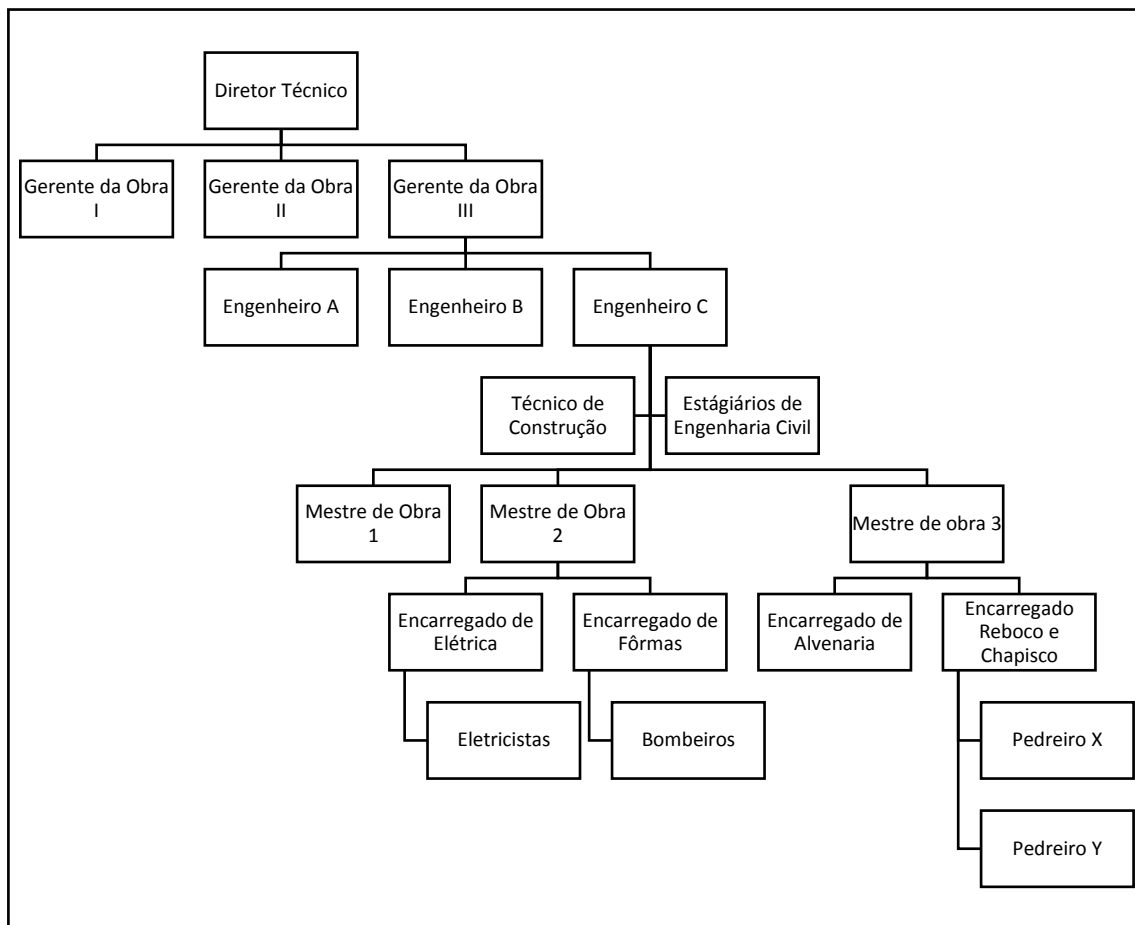 Diretor Técnico
Gerente da Obra
I
Gerente da Obra
II
Gerente da Obra
III
Engenheiro A
Engenheiro B
Engenheiro C
Técnico de
Construção
Estágiários de
Engenharia Civil
Mestre de Obra
1
Mestre de Obra
2
Mestre de obra 3
Encarregado de
Elétrica
Encarregado de
Fôrmas
Encarregado de
Alvenaria
Encarregado
Reboco e
Chapisco
Eletricistas
Bombeiros
Pedreiro X
Pedreiro Y